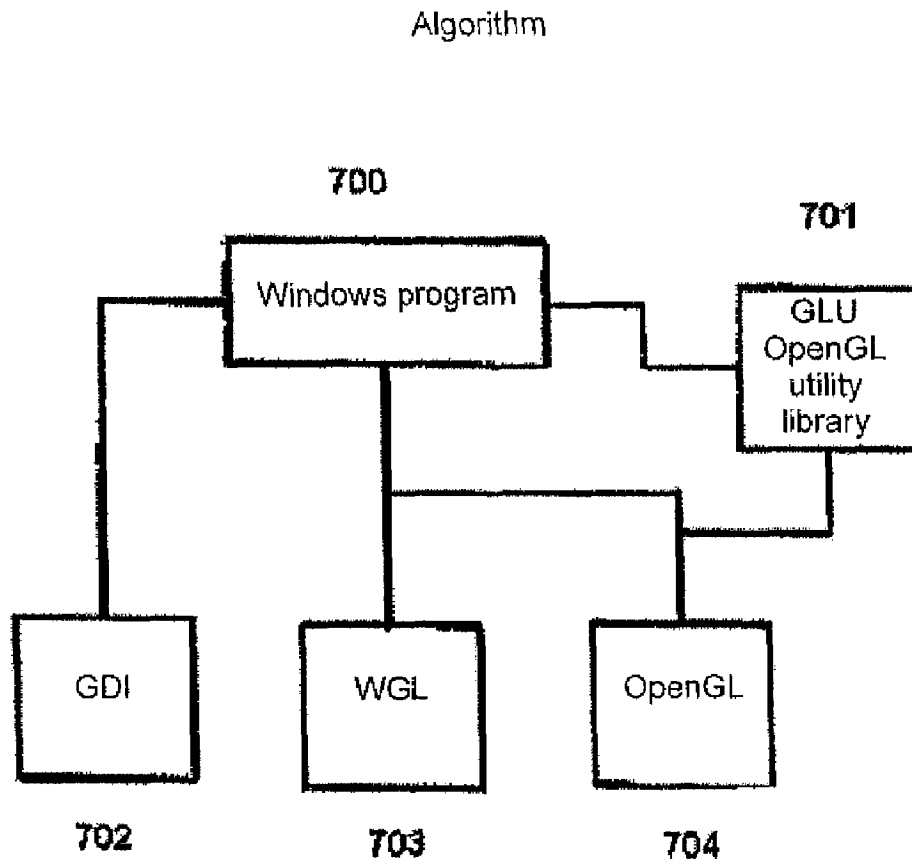 Algorithm
700
701
Windows program
GLU
OpenGL
utility
library
GDI
WGL
OpenGL
702
703
704